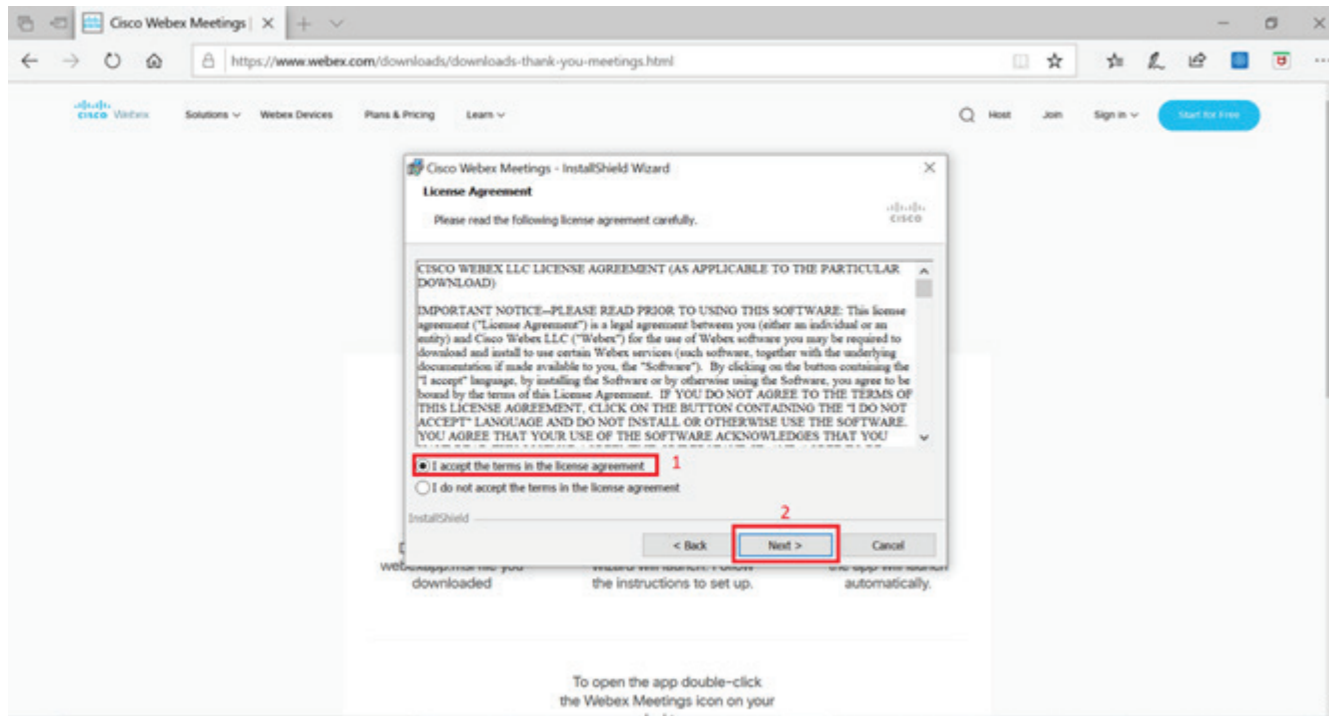 Cisco Webex Meetings |
https://www.webex.com/downloads/downloads-thank-you-meetings.html
CISCO Webex Solutions Webex Devices Plans & Pricing Learn Host Join Sign in Start for Free
Cisco Webex Meetings - InstallShield Wizard
License Agreement
Please read the following license agreement carefully.
CISCO
CISCO WEBEX LLC LICENSE AGREEMENT (AS APPLICABLE TO THE PARTICULAR
DOWNLOAD)
IMPORTANT NOTICE--PLEASE READ PRIOR TO USING THIS SOFTWARE: This license
agreement ("License Agreement") is a legal agreement between you (either an individual or an
entity) and Cisco Webex LLC ("Webex") for the use of Webex software you may be required to
download and install to use certain Webex services (such software, together with the underlying
documentation if made available to you, the "Software"). By clicking on the button containing the
"I accept" language, by installing the Software or by otherwise using the Software, you agree to be
bound by the terms of this License Agreement. IF YOU DO NOT AGREE TO THE TERMS OF
THIS LICENSE AGREEMENT, CLICK ON THE BUTTON CONTAINING THE "I DO NOT
ACCEPT" LANGUAGE AND DO NOT INSTALL OR OTHERWISE USE THE SOFTWARE.
YOU AGREE THAT YOUR USE OF THE SOFTWARE ACKNOWLEDGES THAT YOU
I accept the terms in the license agreement 1
I do not accept the terms in the license agreement
InstallShield
2
< Back Next > Cancel
downloaded the instructions to set up. automatically.
To open the app double-click
the Webex Meetings icon on your